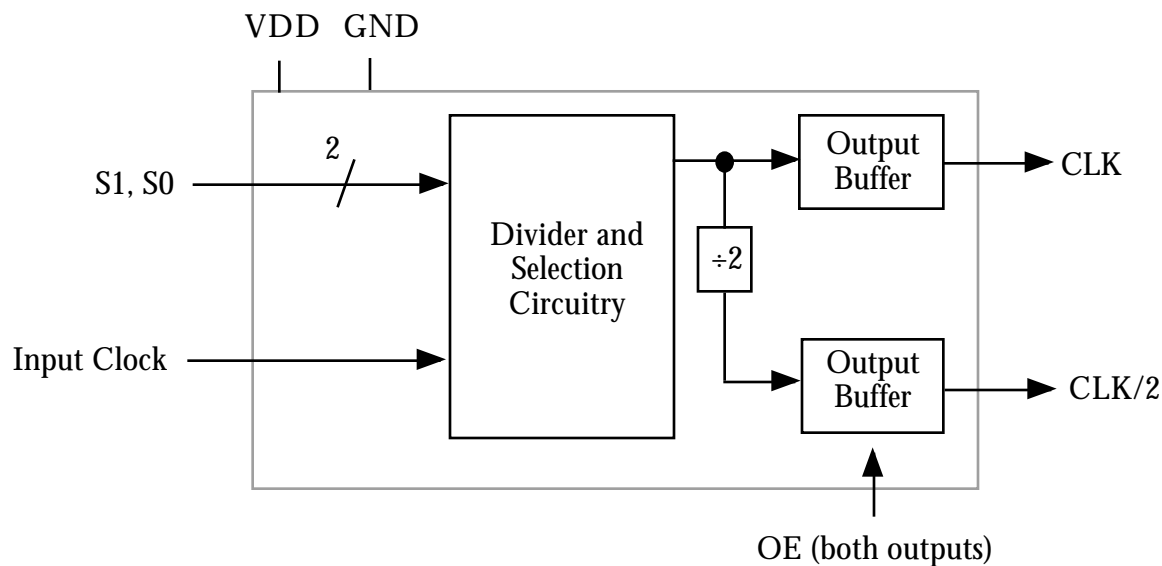 VDD GND
2
S1, S0
Divider and
Selection
Circuitry
Input Clock
Output
Buffer
CLK
÷2
Output
Buffer
CLK/2
OE (both outputs)